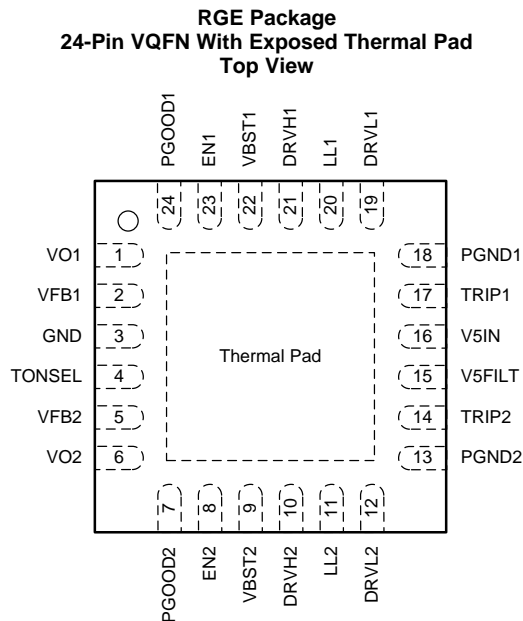 RGE Package
24-Pin VQFN With Exposed Thermal Pad
Top View
PGOOD1
EN1
VBST1
DRVH1
LL1
DRVL1
24
23
22
21
20
19
VO1 1
18 PGND1
VFB1 2
17 TRIP1
GND 3
16 V5IN
Thermal Pad
TONSEL 4
15 V5FILT
VFB2 5
14 TRIP2
VO2 6
13 PGND2
7
8
9
10
11
12
PGOOD2
EN2
VBST2
DRVH2
LL2
DRVL2